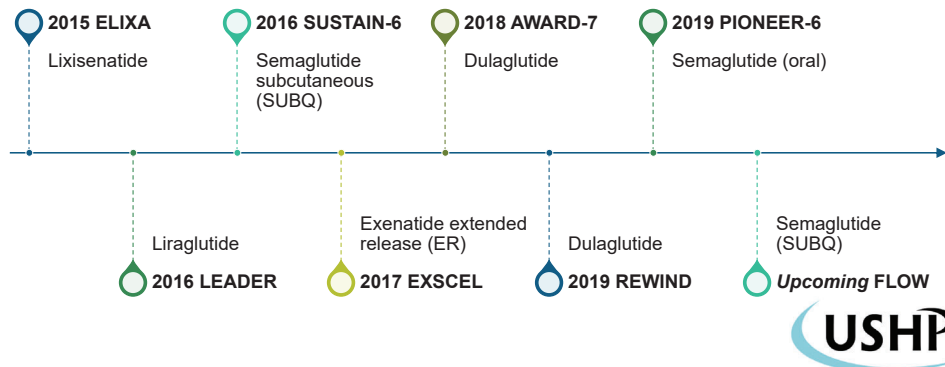 2015 ELIXA
Lixisenatide
2016 SUSTAIN-6
Semaglutide
subcutaneous
(SUBQ)
2018 AWARD-7
Dulaglutide
2019 PIONEER-6
Semaglutide (oral)
Liraglutide
2016 LEADER
Exenatide extended
release (ER)
2017 EXSCEL
Dulaglutide
2019 REWIND
Semaglutide
(SUBQ)
Upcoming FLOW
USHP